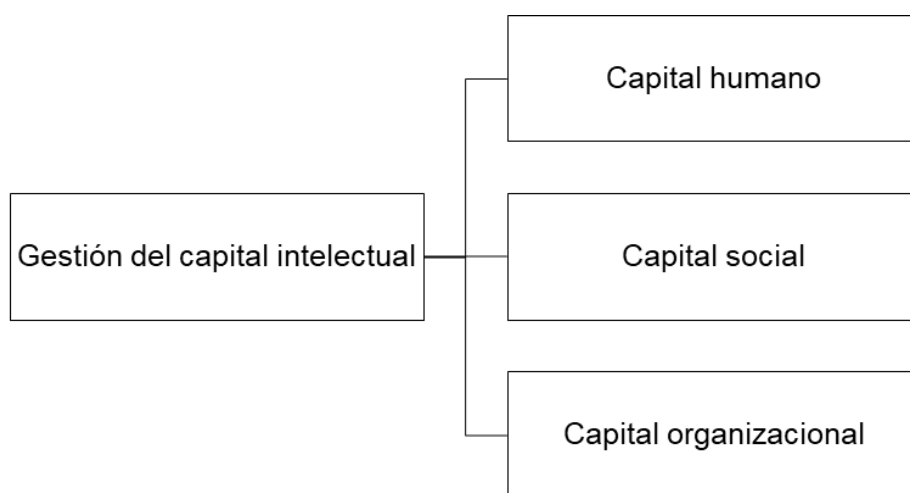 Capital humano
Gestión del capital intelectual
Capital social
Capital organizacional